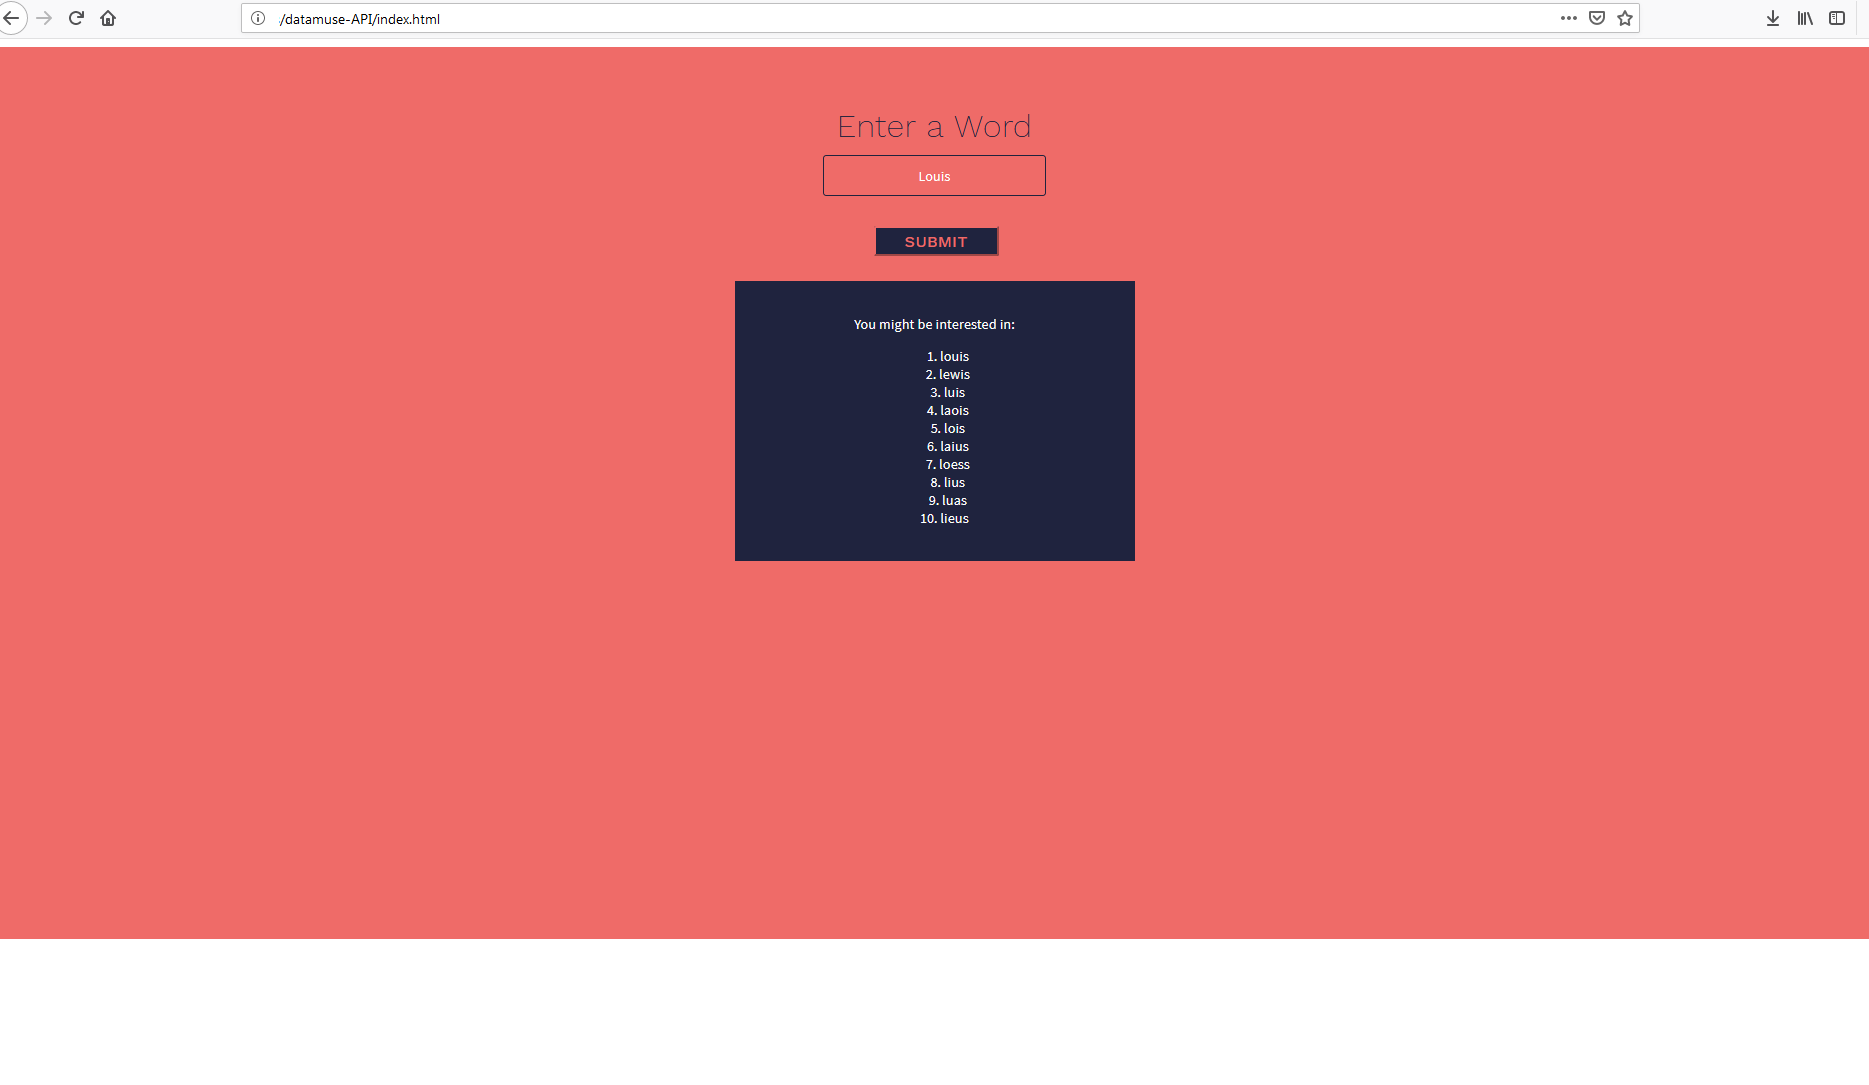 /datamuse-API/index.html
Enter a Word
Louis
SUBMIT
You might be interested in:
1. louis
2. lewis
3. luis
4. laois
5. lois
6. laius
7. loess
8. lius
9. luas
10. lieus